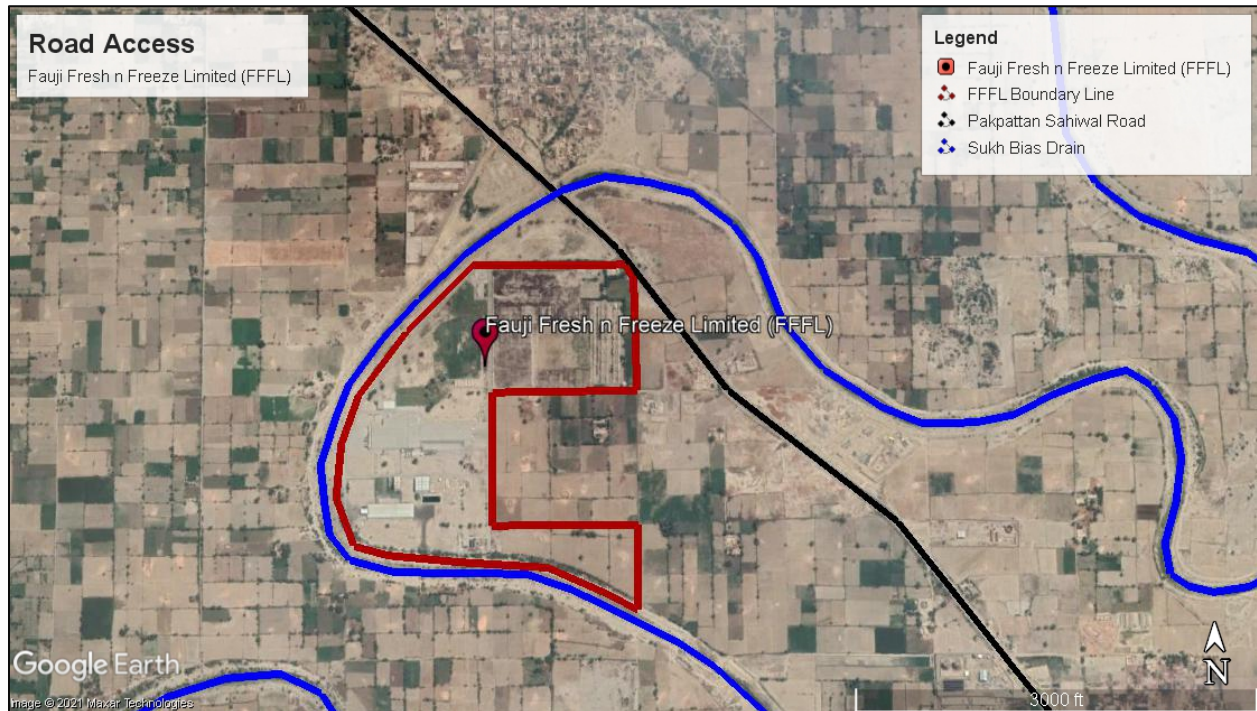 Road Access
Fauji Fresh n Freeze Limited (FFFL)
Legend
Fauji Fresh n Freeze Limited (FFFL)
FFFL Boundary Line
Pakpattan Sahiwal Road
Sukh Bias Drain
Fauji Fresh n Freeze Limited (FFFL)
Google Earth
Image © 2021 Maxar Technologies
N
3000 ft